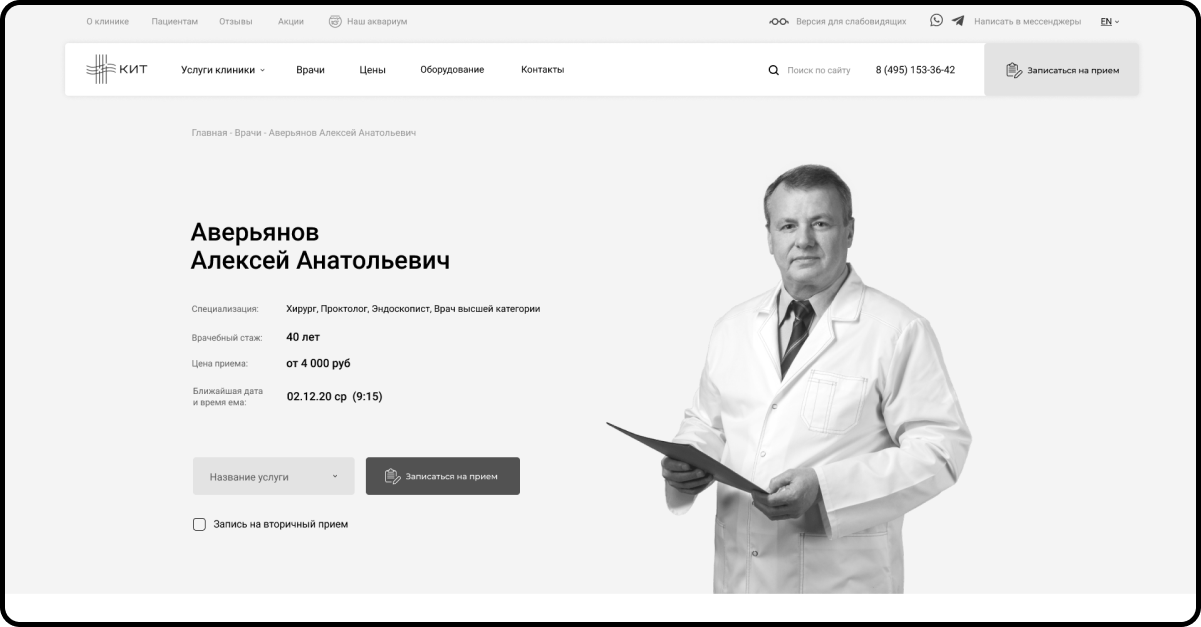 О клинике Пациентам Отзывы Акции Наш аквариум Версия для слабовидящих Написать в мессенджеры EN
КИТ Услуги клиники Врачи Цены Оборудование Контакты Поиск по сайту 8 (495) 153-36-42 Записаться на прием
Главная - Врачи - Аверьянов Алексей Анатольевич
Аверьянов
Алексей Анатольевич
Специализация: Хирург, Проктолог, Эндоскопист, Врач высшей категории
Врачебный стаж: 40 лет
Цена приема: от 4 000 руб
Ближайшая дата
и время ема: 02.12.20 ср (9:15)
Название услуги Записаться на прием
Запись на вторичный прием